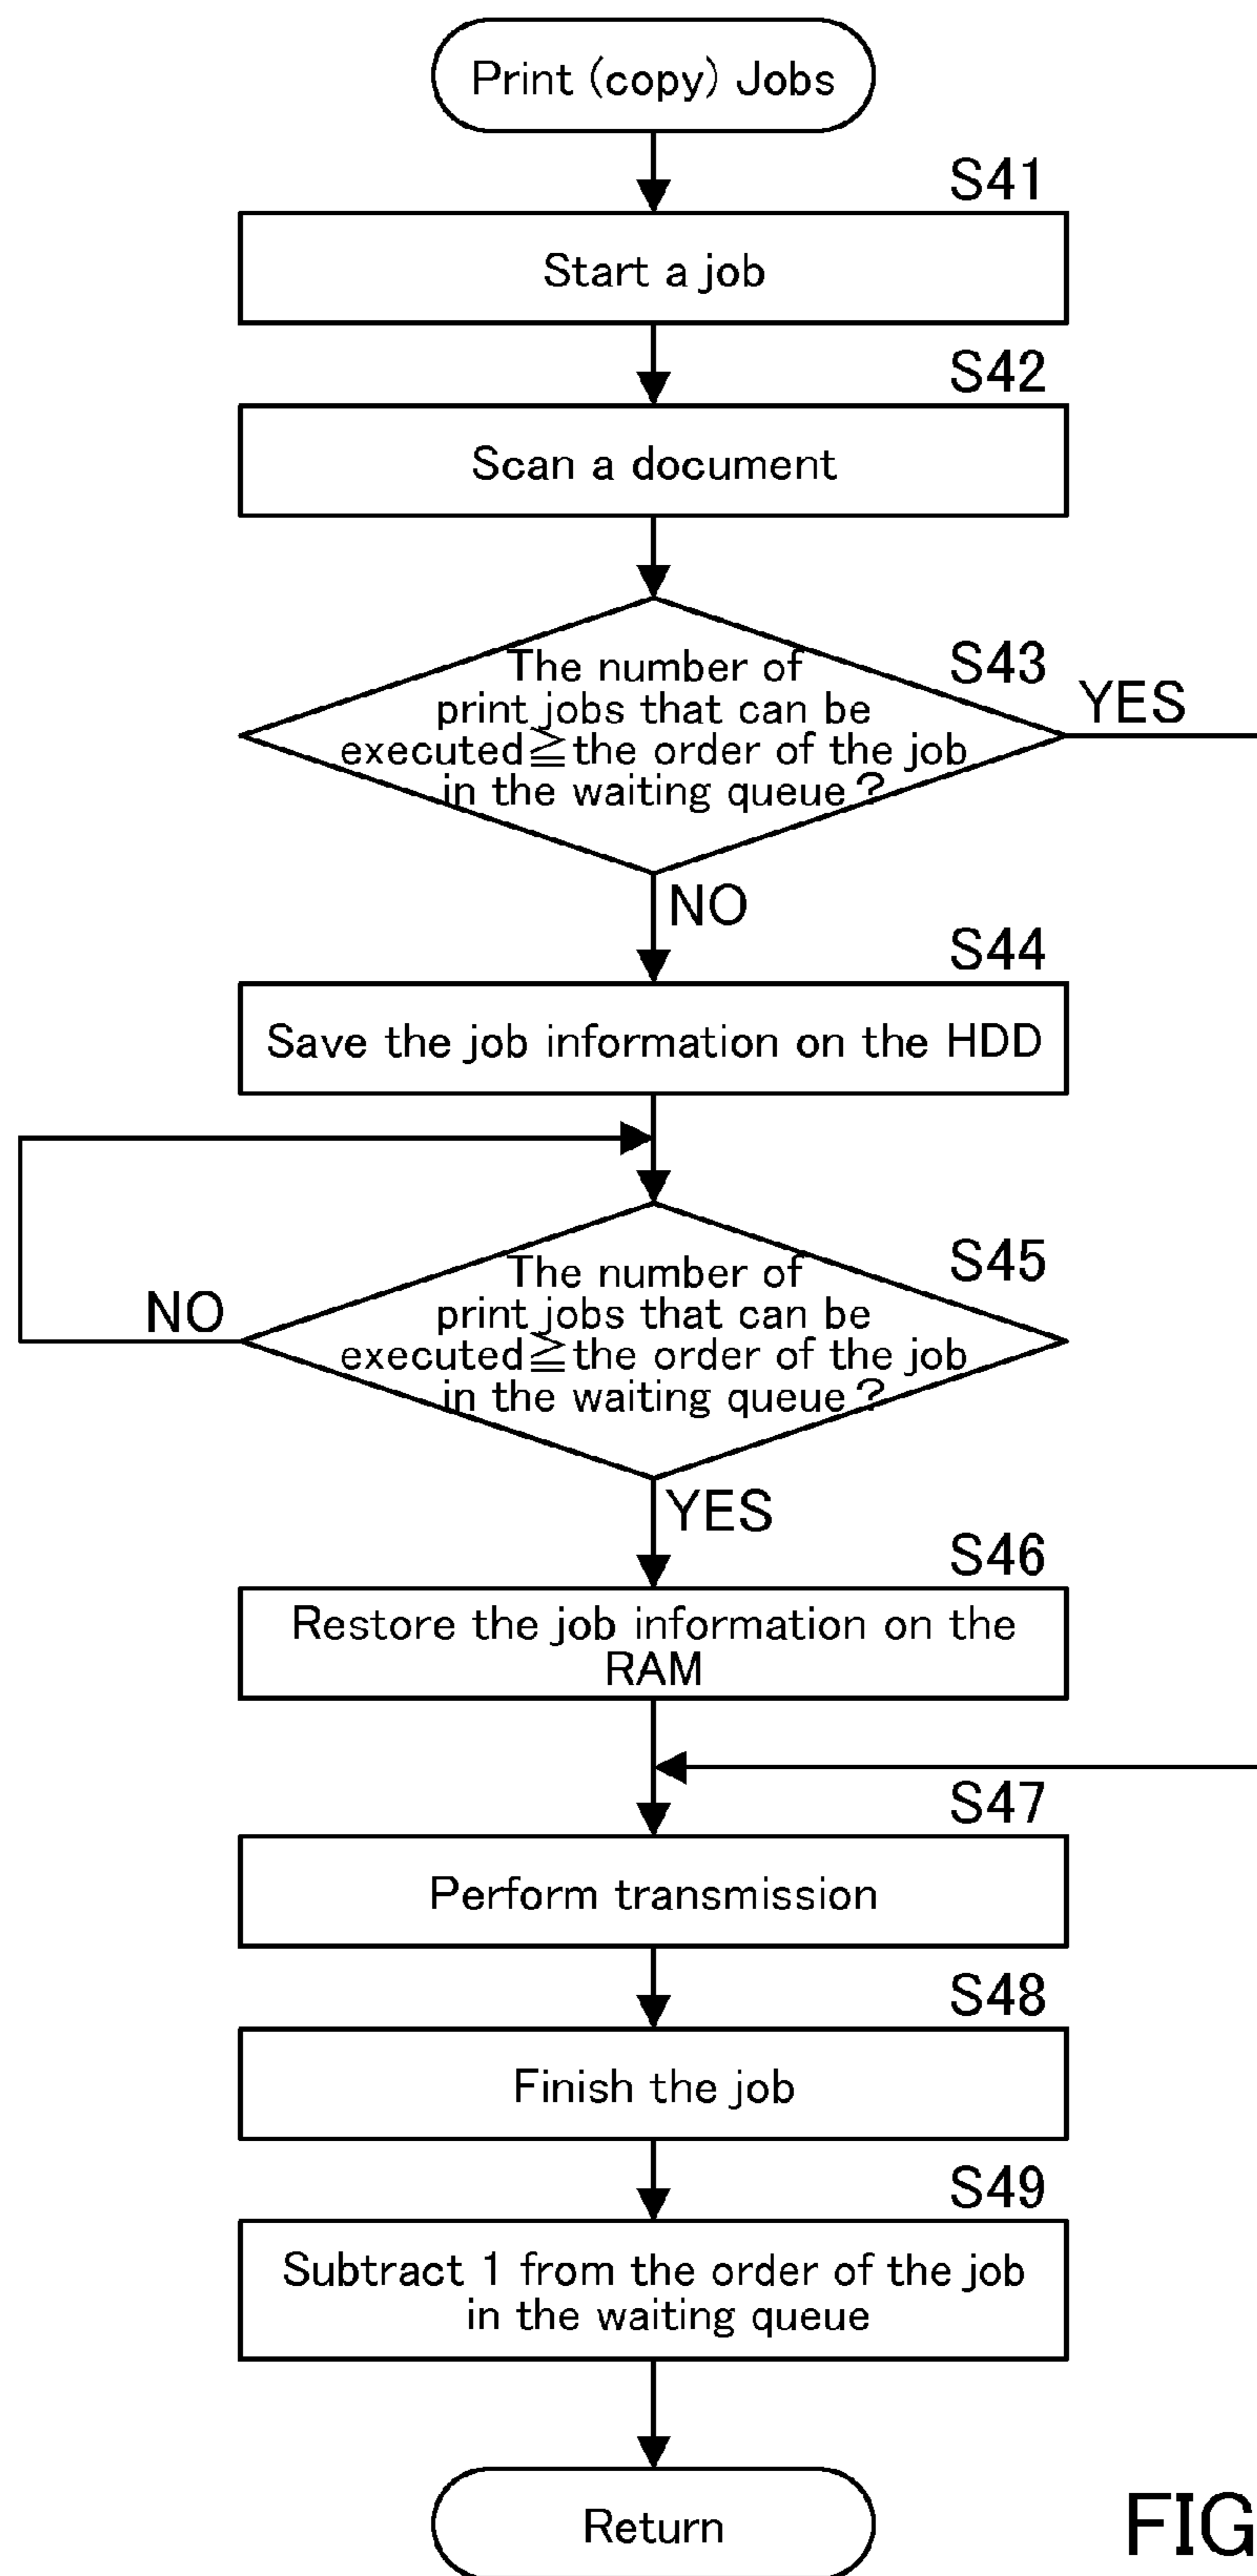 Print (copy) Jobs
S41
Start a job
S42
Scan a document
S43
The number of
print jobs that can be
executed≧the order of the job
in the waiting queue?
YES
NO
S44
Save the job information on the HDD
S45
The number of
print jobs that can be
executed≧the order of the job
in the waiting queue?
NO
YES
S46
Restore the job information on the
RAM
S47
Perform transmission
S48
Finish the job
S49
Subtract 1 from the order of the job
in the waiting queue
Return
FIG